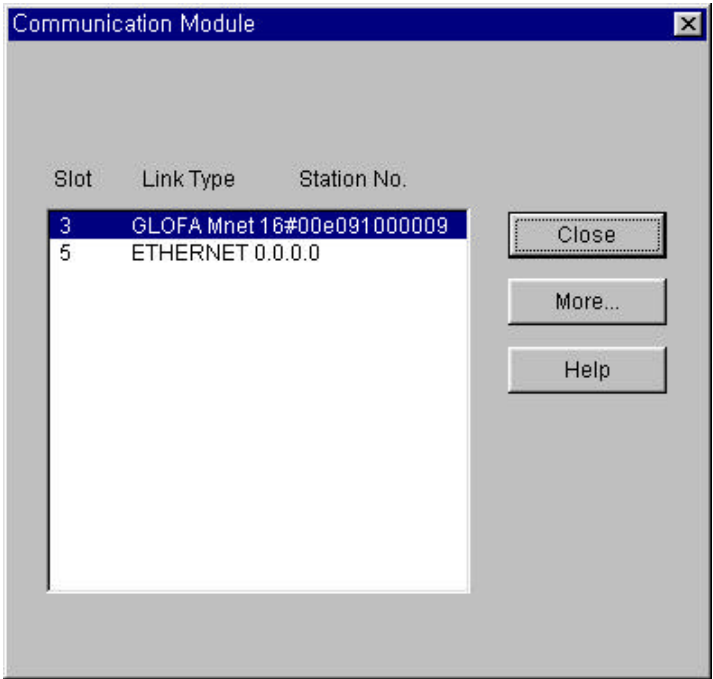 Communication Module
Slot Link Type Station No.
3 GLOFA Mnet 16#00e091000009
5 ETHERNET 0.0.0.0
Close
More...
Help